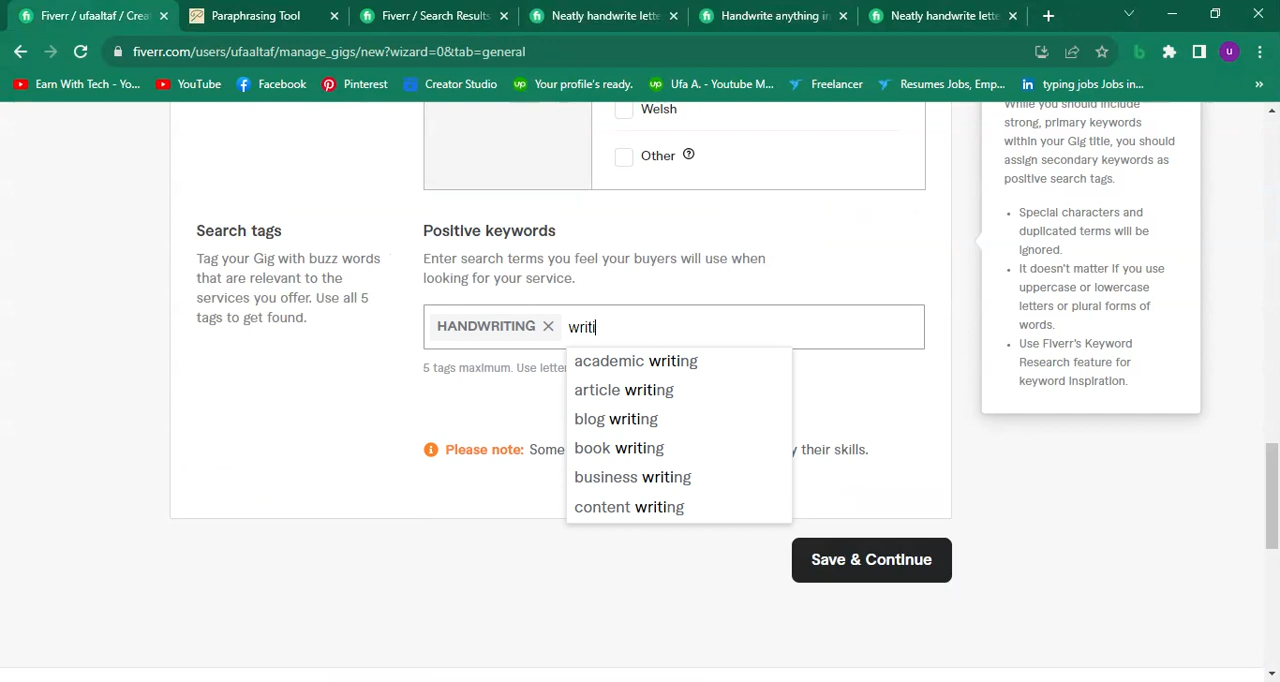 Fiverr / ufaaltaf / Crea
Paraphrasing Tool
Fiverr / Search Results
Neatly handwrite lette
Handwrite anything in
Neatly handwrite lette
fiverr.com/users/ufaaltaf/manage_gigs/new?wizard=0&tab=general
Earn With Tech - Yo...
YouTube
Facebook
Pinterest
Creator Studio
Your profile's ready.
Ufa A. - Youtube M...
Freelancer
Resumes Jobs, Emp...
typing jobs Jobs in...
Welsh
Other
While you should include
strong, primary keywords
within your Gig title, you should
assign secondary keywords as
positive search tags.
Special characters and
duplicated terms will be
ignored.
It doesn't matter if you use
uppercase or lowercase
letters or plural forms of
words.
Use Fiverr's Keyword
Research feature for
keyword inspiration.
Search tags
Tag your Gig with buzz words
that are relevant to the
services you offer. Use all 5
tags to get found.
Positive keywords
Enter search terms you feel your buyers will use when
looking for your service.
HANDWRITING
writi
5 tags maximum. Use letter
academic writing
article writing
blog writing
book writing
business writing
content writing
Please note: Some
y their skills.
Save & Continue